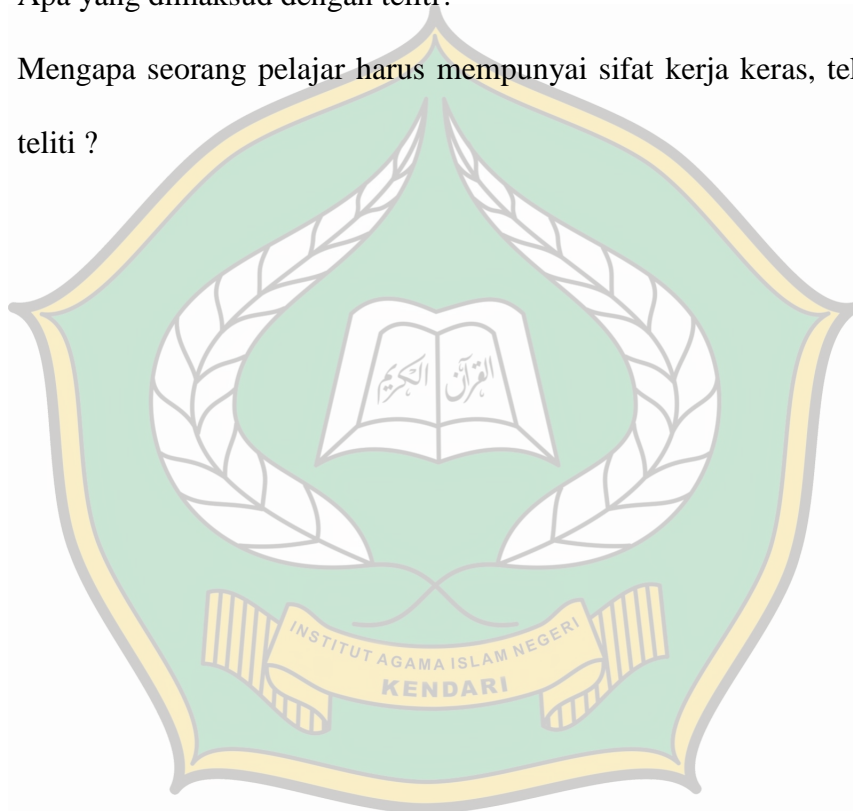 Apa yang dimaksud dengan teliti?
Mengapa seorang pelajar harus mempunyai sifat kerja keras,
teliti ?
القرآن الكريم
INSTITUT AGAMA ISLAM NEGERI
KENDARI